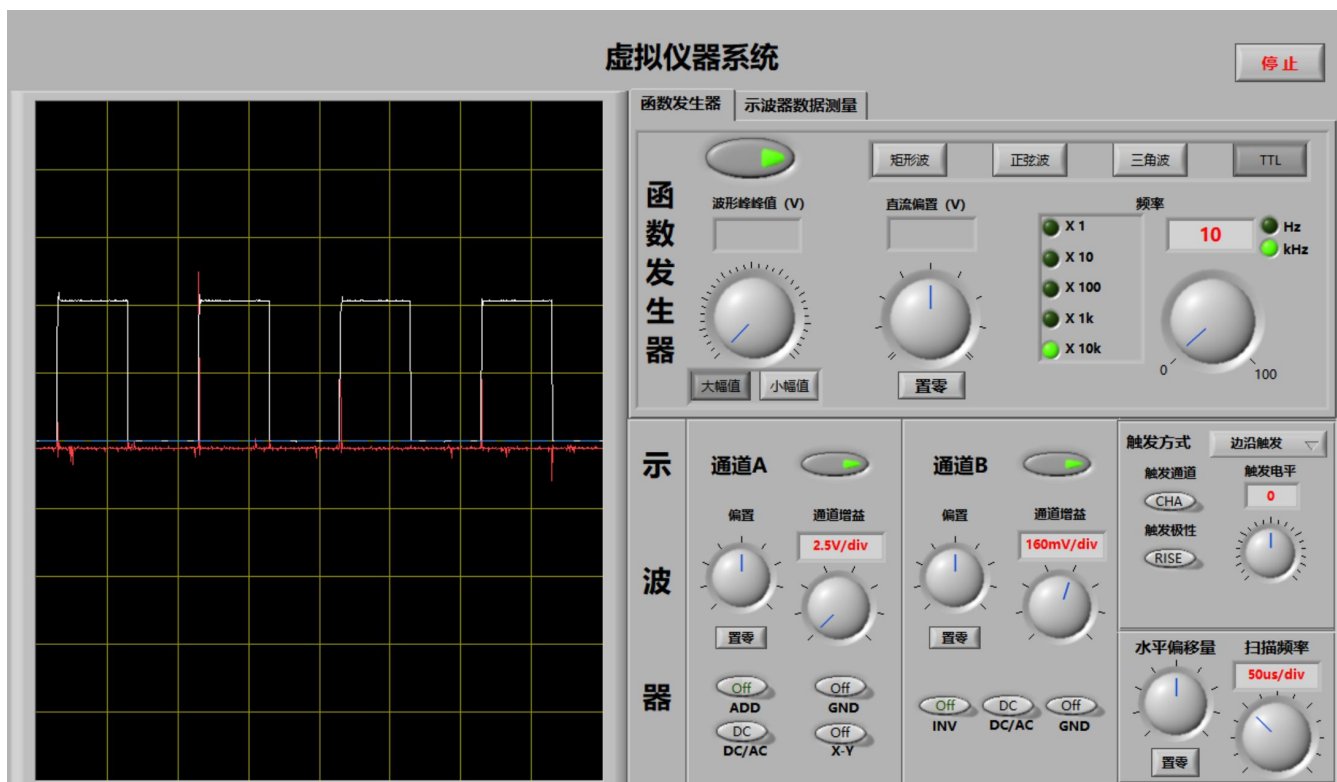 虚拟仪器系统
停止
函数发生器
示波器数据测量
函数发生器
矩形波
正弦波
三角波
TTL
波形峰峰值 (V)
直流偏置 (V)
频率
X 1
X 10
X 100
X 1k
X 10k
10
Hz
kHz
0
100
大幅值
小幅值
置零
示波器
通道A
偏置
通道增益
2.5V/div
置零
Off
ADD
Off
GND
DC
DC/AC
Off
X-Y
通道B
偏置
通道增益
160mV/div
置零
Off
INV
DC
DC/AC
Off
GND
触发方式
边沿触发
触发通道
CHA
触发电平
0
触发极性
RISE
水平偏移量
扫描频率
50us/div
置零